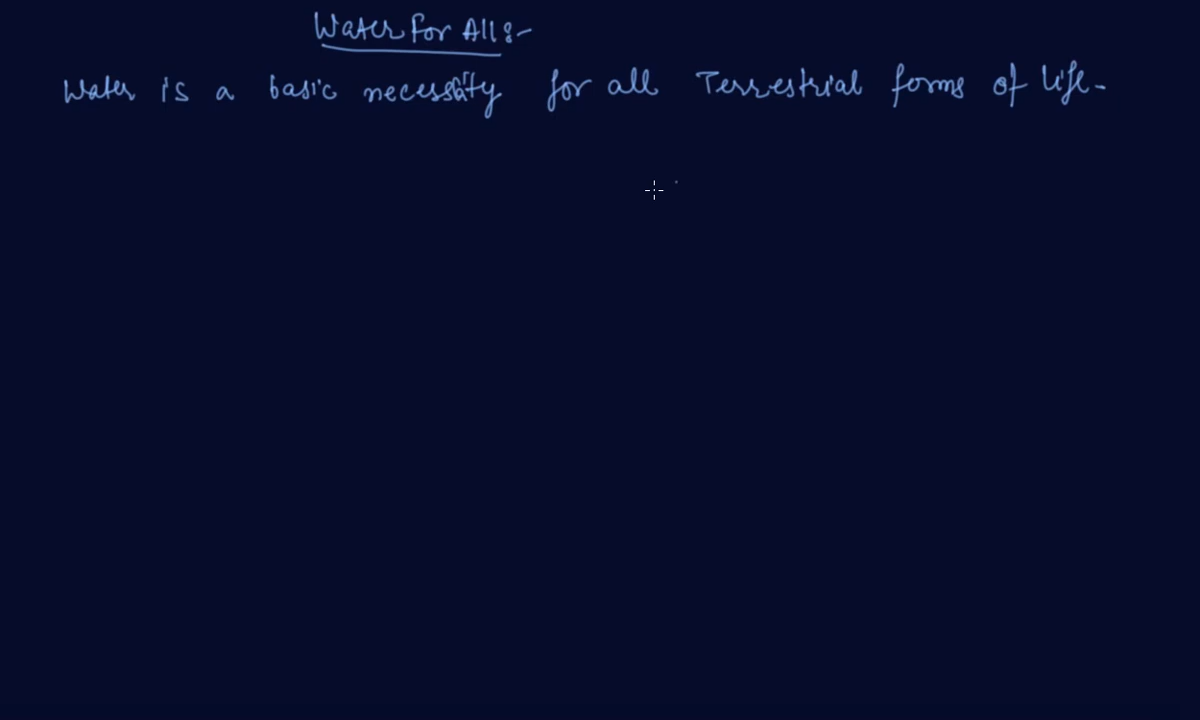 Water For All :-
Water is a basic necessity for all Terrestrial forms of life-